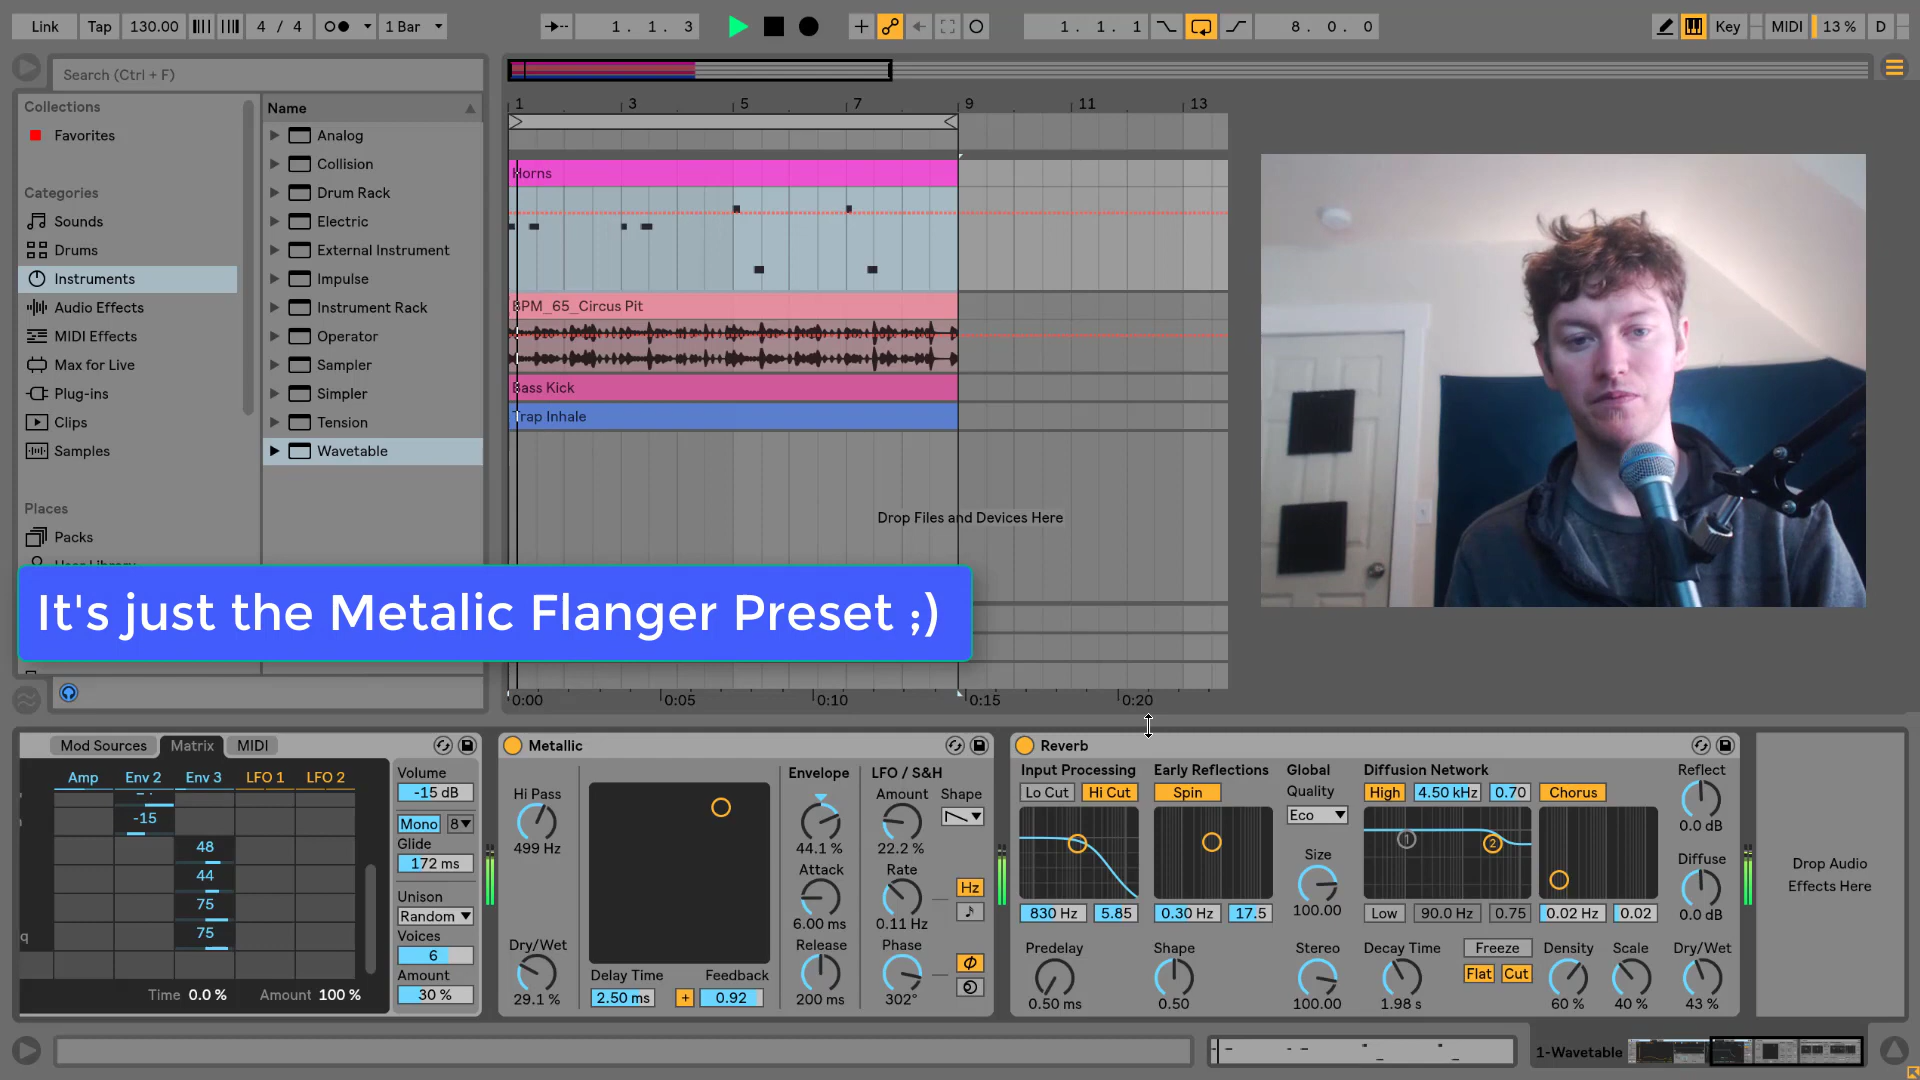 Link Tap 130.00 4 / 4 1 Bar 1. 1. 3 1. 1. 1 8. 0. 0 Key MIDI 13 % D
Search (Ctrl + F)
Collections
Favorites
Categories
Sounds
Drums
Instruments
Audio Effects
MIDI Effects
Max for Live
Plug-ins
Clips
Samples
Places
Packs
Name
Analog
Collision
Drum Rack
Electric
External Instrument
Impulse
Instrument Rack
Operator
Sampler
Simpler
Tension
Wavetable
1 3 5 7 9 11 13
Horns
BPM_65_Circus Pit
Bass Kick
Trap Inhale
Drop Files and Devices Here
It's just the Metalic Flanger Preset ;)
0:00 0:05 0:10 0:15 0:20
Mod Sources Matrix MIDI
Amp Env 2 Env 3 LFO 1 LFO 2
-15
48
44
75
75
Time 0.0 % Amount 100 %
Volume
-15 dB
Mono 8
Glide
172 ms
Unison
Random
Voices
6
Amount
30 %
Metallic
Hi Pass
499 Hz
Dry/Wet
29.1 %
Delay Time Feedback
2.50 ms + 0.92
Envelope
44.1 %
Attack
6.00 ms
Release
200 ms
LFO / S&H
Amount Shape
22.2 %
Rate
Hz
0.11 Hz
Phase
302°
Reverb
Input Processing
Lo Cut Hi Cut
830 Hz 5.85
Predelay
0.50 ms
Early Reflections
Spin
0.30 Hz 17.5
Shape
0.50
Global
Quality
Eco
Size
100.00
Stereo
100.00
Diffusion Network
High 4.50 kHz 0.70 Chorus
1 2
Low 90.0 Hz 0.75 0.02 Hz 0.02
Decay Time
1.98 s
Freeze
Flat Cut
Density
60 %
Scale
40 %
Reflect
0.0 dB
Diffuse
0.0 dB
Dry/Wet
43 %
Drop Audio
Effects Here
1-Wavetable